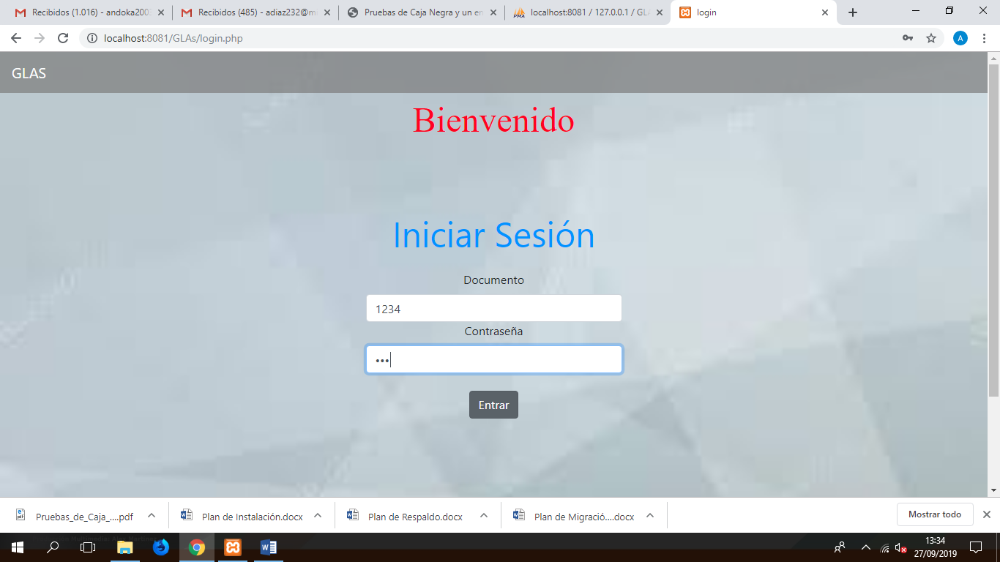 Recibidos (1.016) - andoka200
Recibidos (485) - adiaz232@m
Pruebas de Caja Negra y un en
localhost:8081 / 127.0.0.1 / GLA
login
localhost:8081/GLAs/login.php
A
GLAS
Bienvenido
Iniciar Sesión
Documento
1234
Contraseña
•••
Entrar
Pruebas_de_Caja_....pdf
Plan de Instalación.docx
Plan de Respaldo.docx
Plan de Migració....docx
Mostrar todo
13:34
27/09/2019